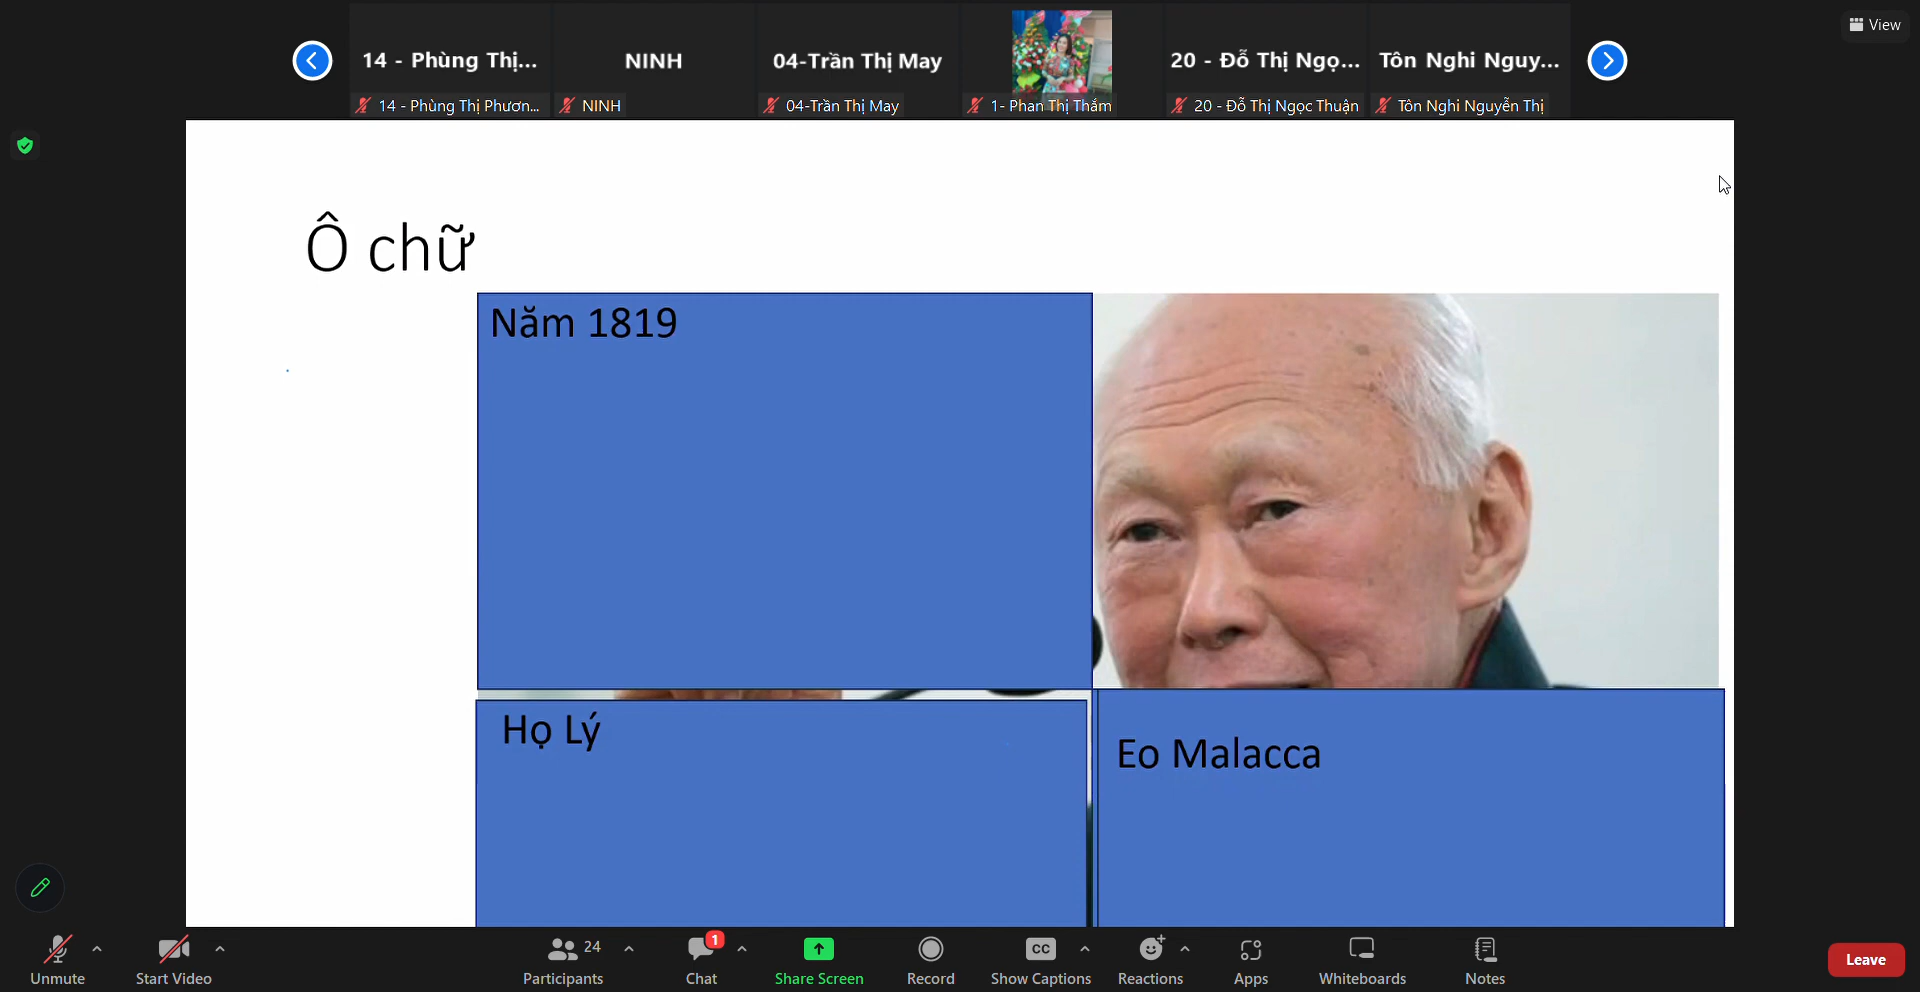 View
14 - Phùng Thị...
NINH
04-Trần Thị May
20 - Đỗ Thị Ngọ...
Tôn Nghi Nguy...
14 - Phùng Thị Phươn...
NINH
04-Trần Thị May
1- Phan Thị Thắm
20 - Đỗ Thị Ngọc Thuận
Tôn Nghi Nguyễn Thị
Ô chữ
Năm 1819
Họ Lý
Eo Malacca
Unmute
Start Video
24
Participants
1
Chat
Share Screen
Record
CC
Show Captions
Reactions
Apps
Whiteboards
Notes
Leave